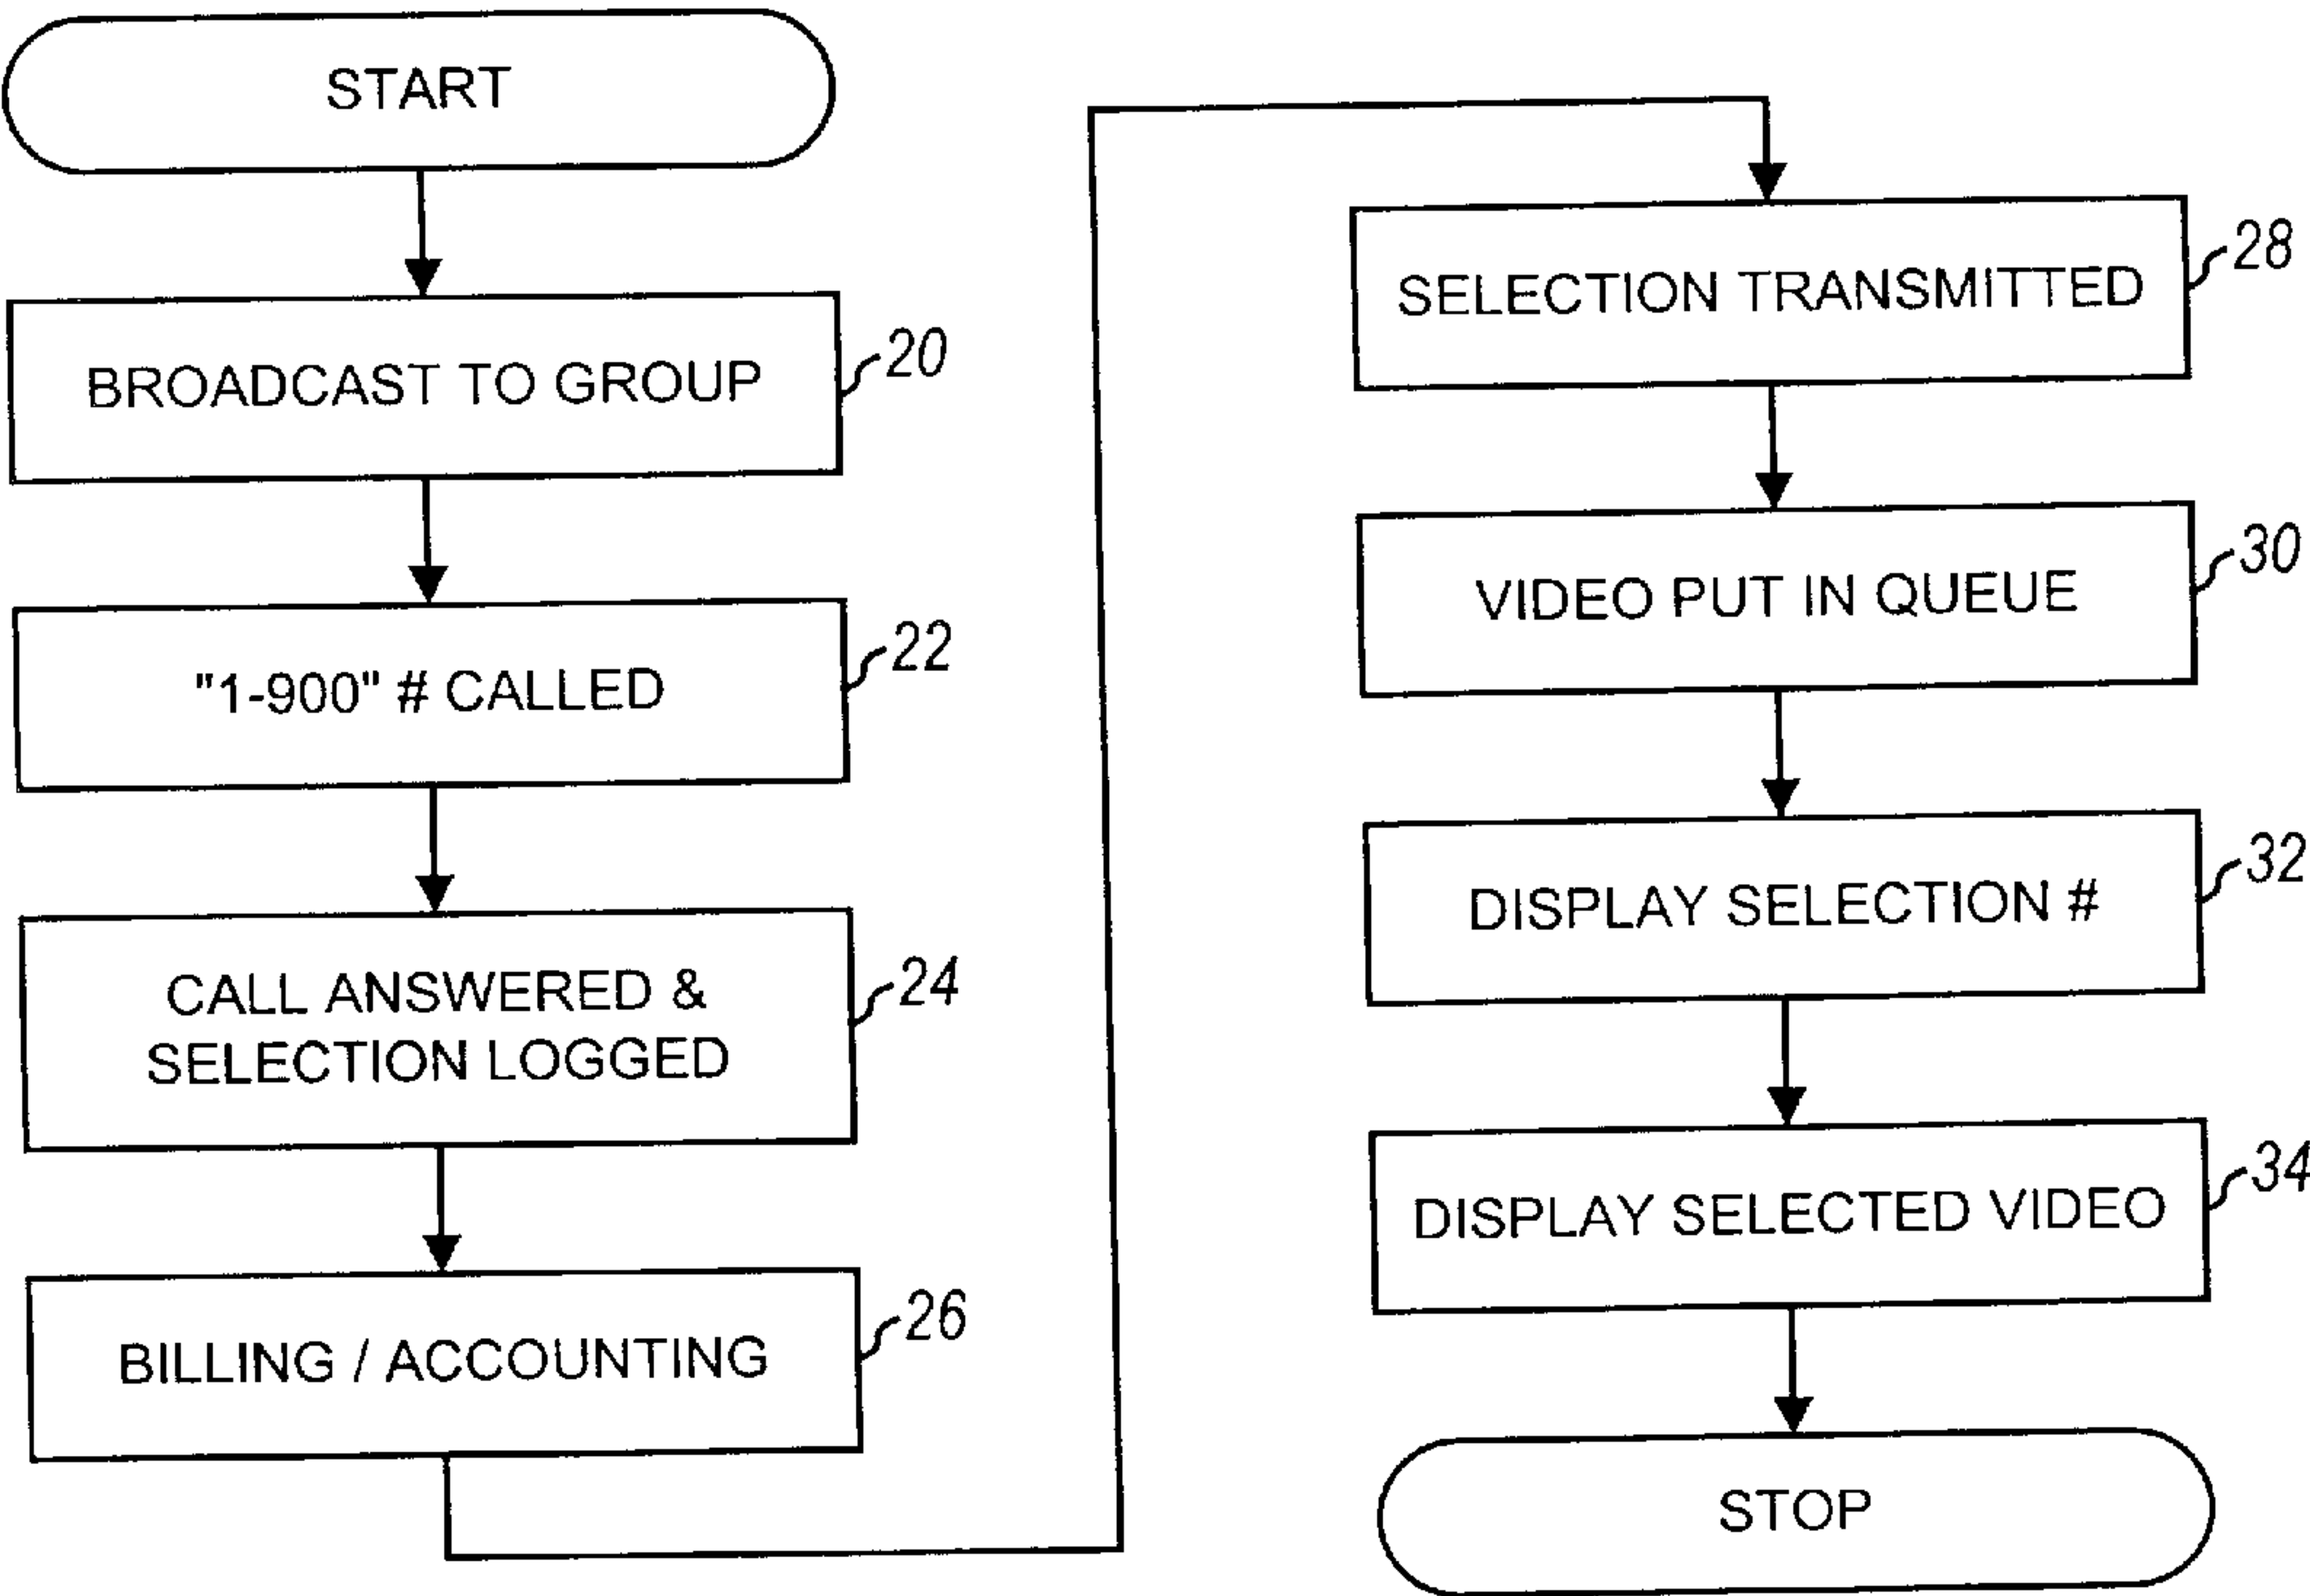 START
BROADCAST TO GROUP
20
"1-900" # CALLED
22
CALL ANSWERED &
SELECTION LOGGED
24
BILLING / ACCOUNTING
26
SELECTION TRANSMITTED
28
VIDEO PUT IN QUEUE
30
DISPLAY SELECTION #
32
DISPLAY SELECTED VIDEO
34
STOP